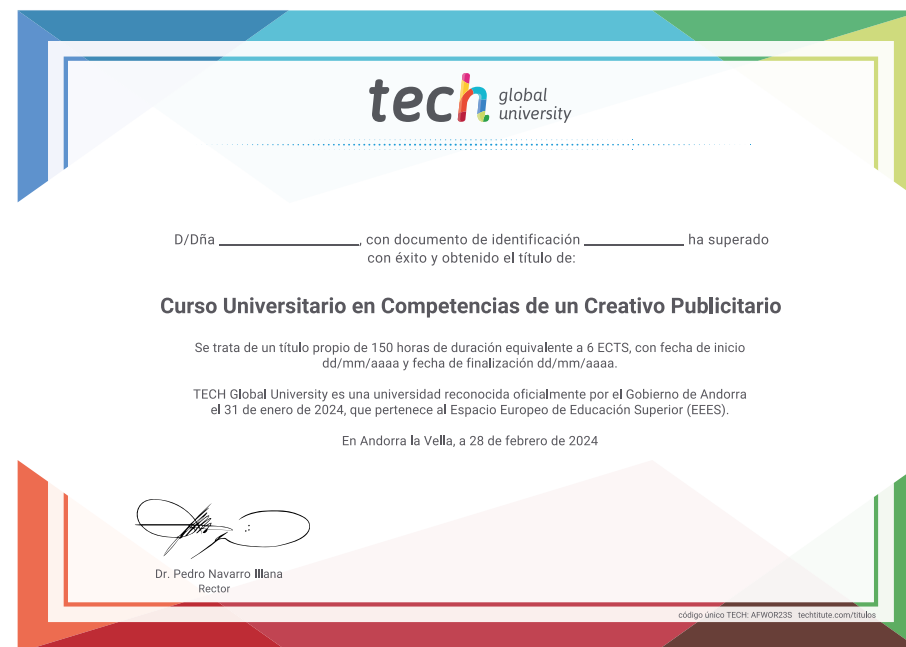 tech global university
D/Dña ______________, con documento de identificación __________ ha superado
con éxito y obtenido el título de:
Curso Universitario en Competencias de un Creativo Publicitario
Se trata de un título propio de 150 horas de duración equivalente a 6 ECTS, con fecha de inicio
dd/mm/aaaa y fecha de finalización dd/mm/aaaa.
TECH Global University es una universidad reconocida oficialmente por el Gobierno de Andorra
el 31 de enero de 2024, que pertenece al Espacio Europeo de Educación Superior (EEES).
En Andorra la Vella, a 28 de febrero de 2024
Dr. Pedro Navarro Illana
Rector
código único TECH: AFWOR23S techtitute.com/titulos